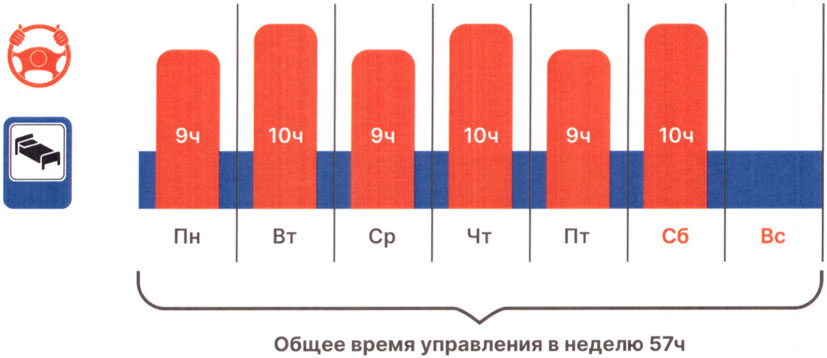 9ч 10ч 9ч 10ч 9ч 10ч
Пн Вт Ср Чт Пт Сб Вс
Общее время управления в неделю 57ч